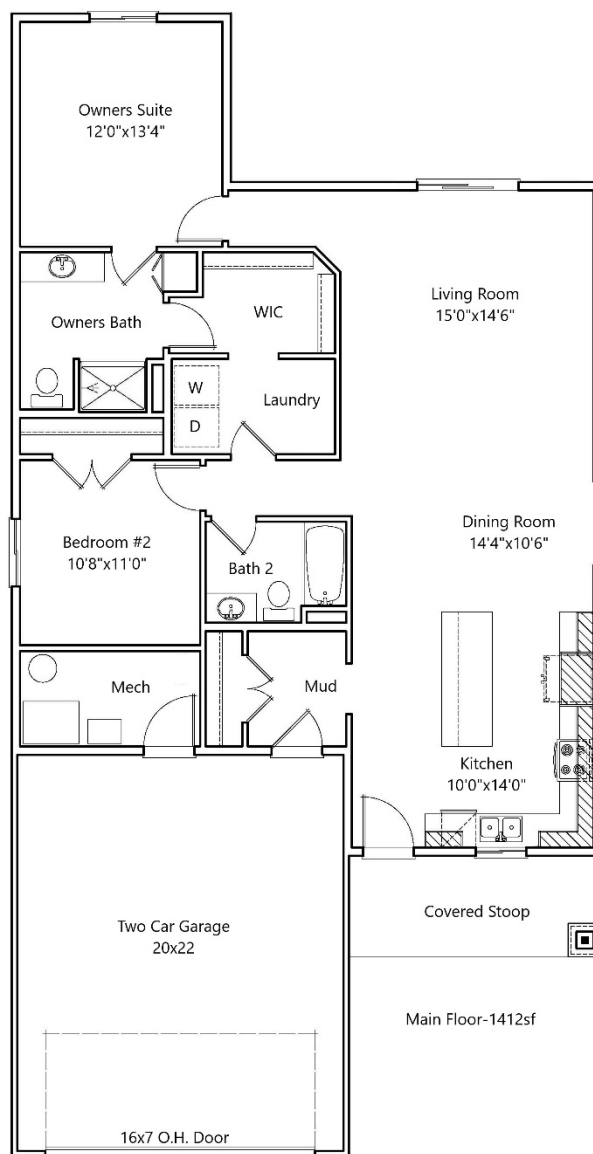 Owners Suite
12'0"x13'4"
Living Room
15'0"x14'6"
Owners Bath
WIC
W
Laundry
D
Dining Room
14'4"x10'6"
Bedroom #2
10'8"x11'0"
Bath 2
Mech
Mud
Kitchen
10'0"x14'0"
Covered Stoop
Two Car Garage
20x22
Main Floor-1412sf
16x7 O.H. Door